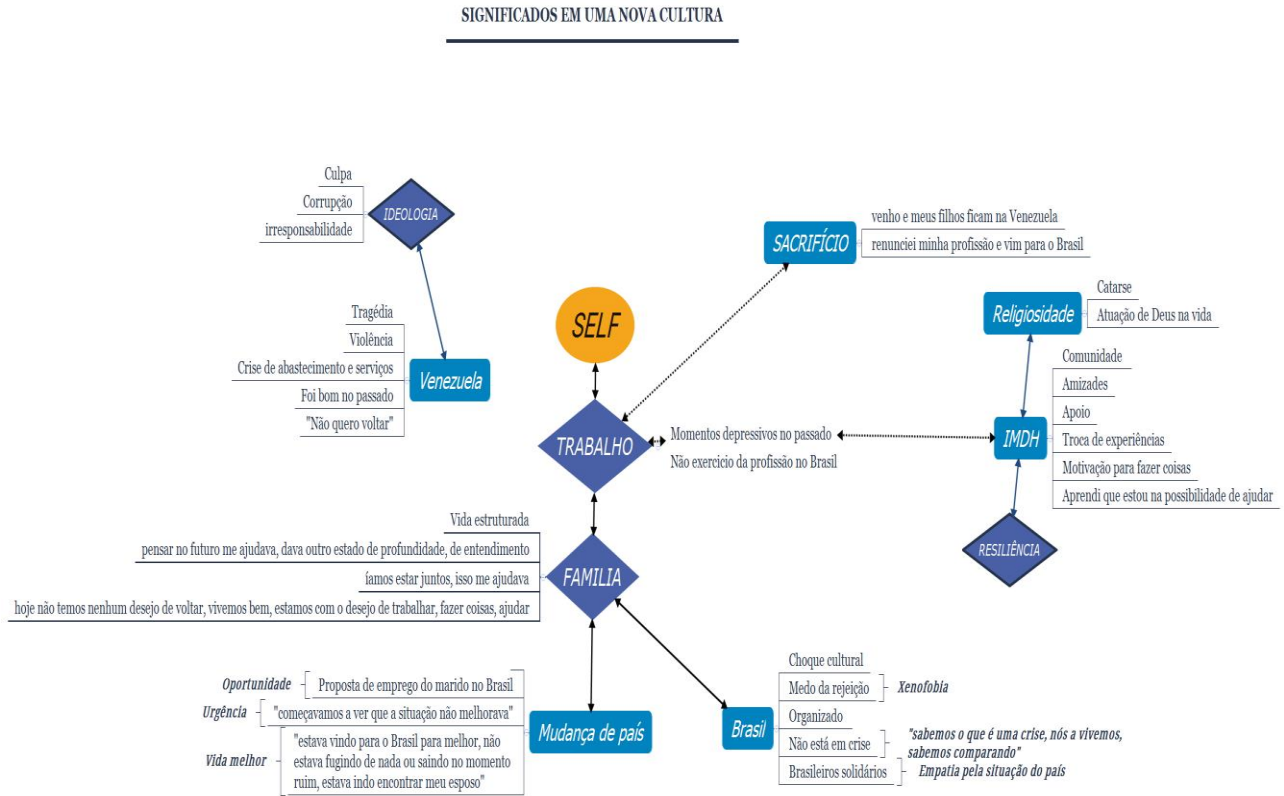 SIGNIFICADOS EM UMA NOVA CULTURA
Culpa
Corrupção
irresponsabilidade
IDEOLOGIA
Tragédia
Violência
Crise de abastecimento e serviços
Foi bom no passado
"Não quero voltar"
Venezuela
SELF
SACRIFÍCIO
venho e meus filhos ficam na Venezuela
renunciei minha profissão e vim para o Brasil
Religiosidade
Catarse
Atuação de Deus na vida
TRABALHO
Momentos depressivos no passado
Não exercicio da profissão no Brasil
IMDH
Comunidade
Amizades
Apoio
Troca de experiências
Motivação para fazer coisas
Aprendi que estou na possibilidade de ajudar
RESILIÊNCIA
Vida estruturada
pensar no futuro me ajudava, dava outro estado de profundidade, de entendimento
íamos estar juntos, isso me ajudava
hoje não temos nenhum desejo de voltar, vivemos bem, estamos com o desejo de trabalhar, fazer coisas, ajudar
FAMILIA
Oportunidade
Proposta de emprego do marido no Brasil
Urgência
"começavamos a ver que a situação não melhorava"
Vida melhor
"estava vindo para o Brasil para melhor, não
estava fugindo de nada ou saindo no momento
ruim, estava indo encontrar meu esposo"
Mudança de país
Brasil
Choque cultural
Medo da rejeição
Xenofobia
Organizado
Não está em crise
"sabemos o que é uma crise, nós a vivemos,
sabemos comparando"
Brasileiros solidários
Empatia pela situação do país